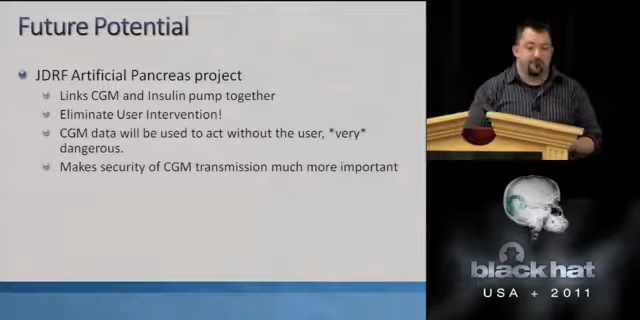 Future Potential
JDRF Artificial Pancreas project
Links CGM and Insulin pump together
Eliminate User Intervention!
CGM data will be used to act without the user, *very*
dangerous.
Makes security of CGM transmission much more important
black hat
USA + 2011